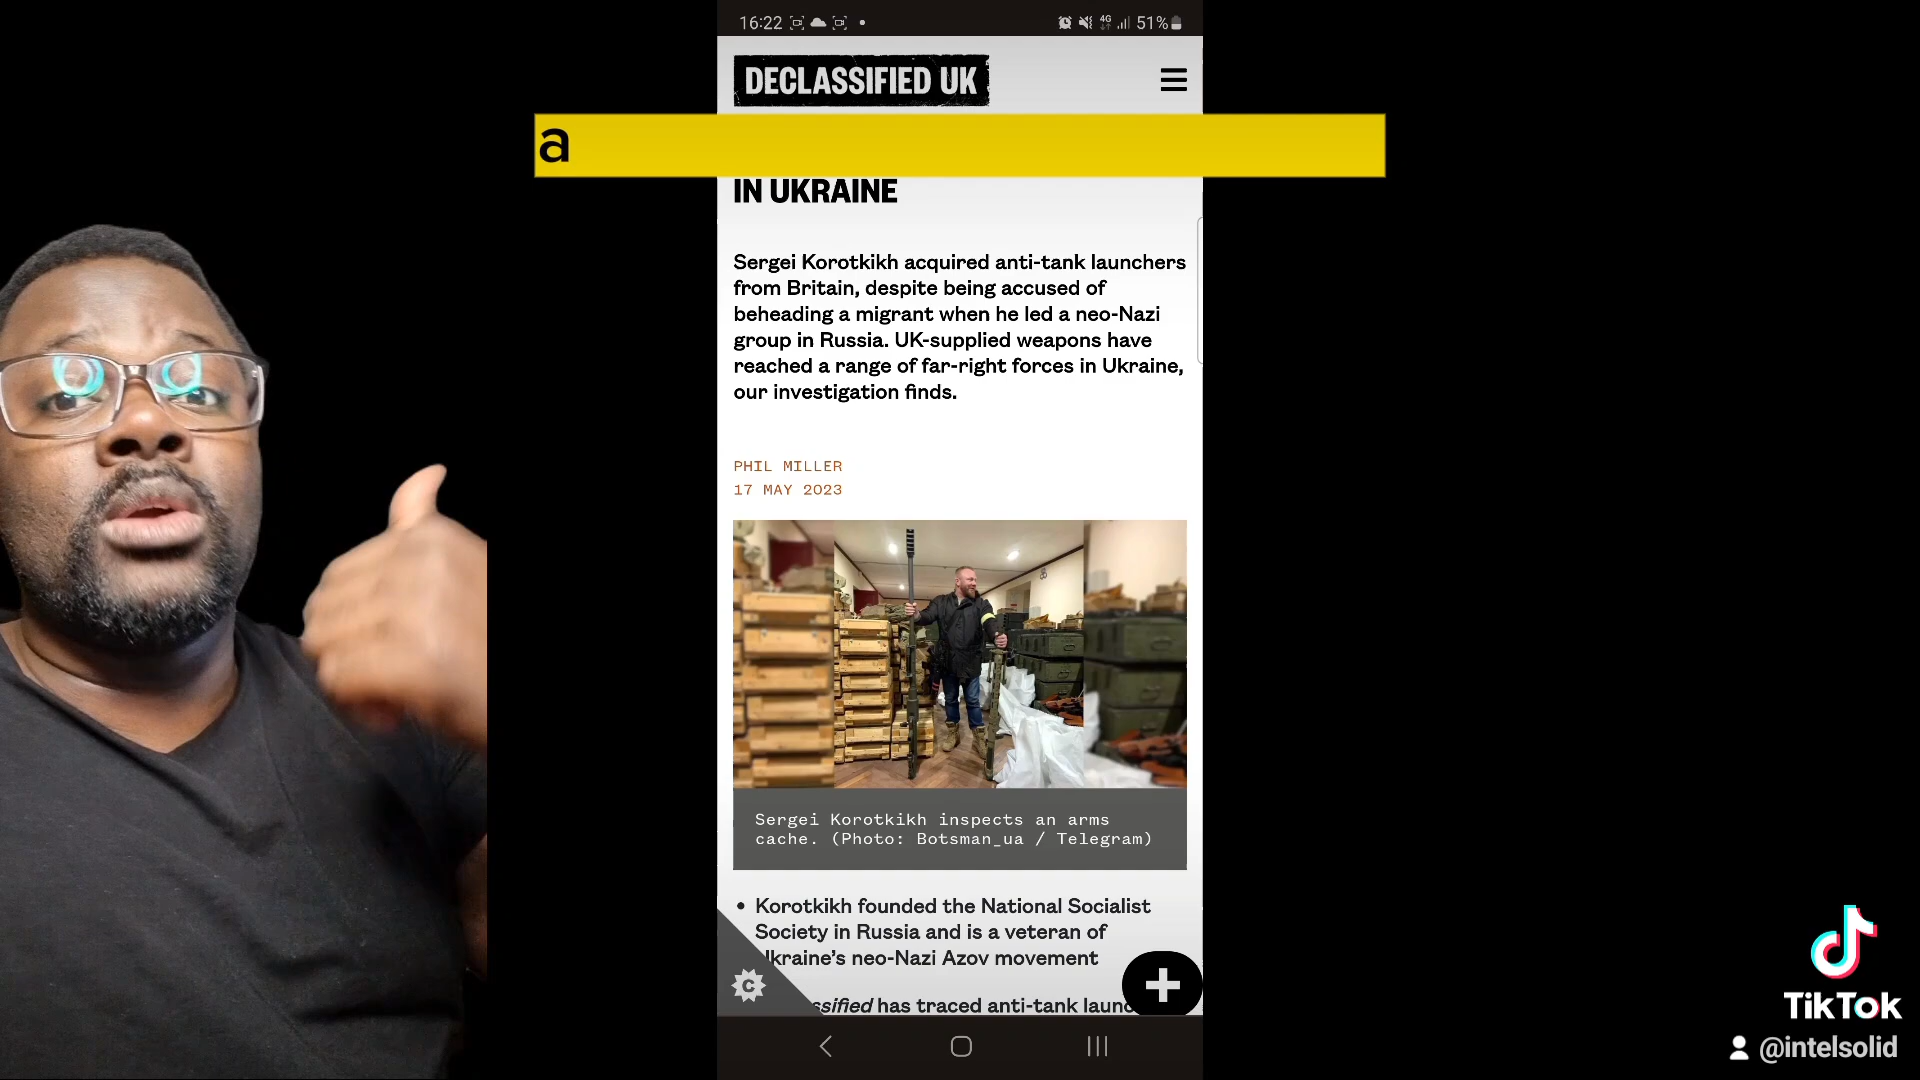 16:22
4G
51%
DECLASSIFIED UK
a
IN UKRAINE
Sergei Korotkikh acquired anti-tank launchers
from Britain, despite being accused of
beheading a migrant when he led a neo-Nazi
group in Russia. UK-supplied weapons have
reached a range of far-right forces in Ukraine,
our investigation finds.
PHIL MILLER
17 MAY 2023
Sergei Korotkikh inspects an arms
cache. (Photo: Botsman_ua / Telegram)
• Korotkikh founded the National Socialist
Society in Russia and is a veteran of
kraine's neo-Nazi Azov movement
C
ssified has traced anti-tank launc
TikTok
@intelsolid